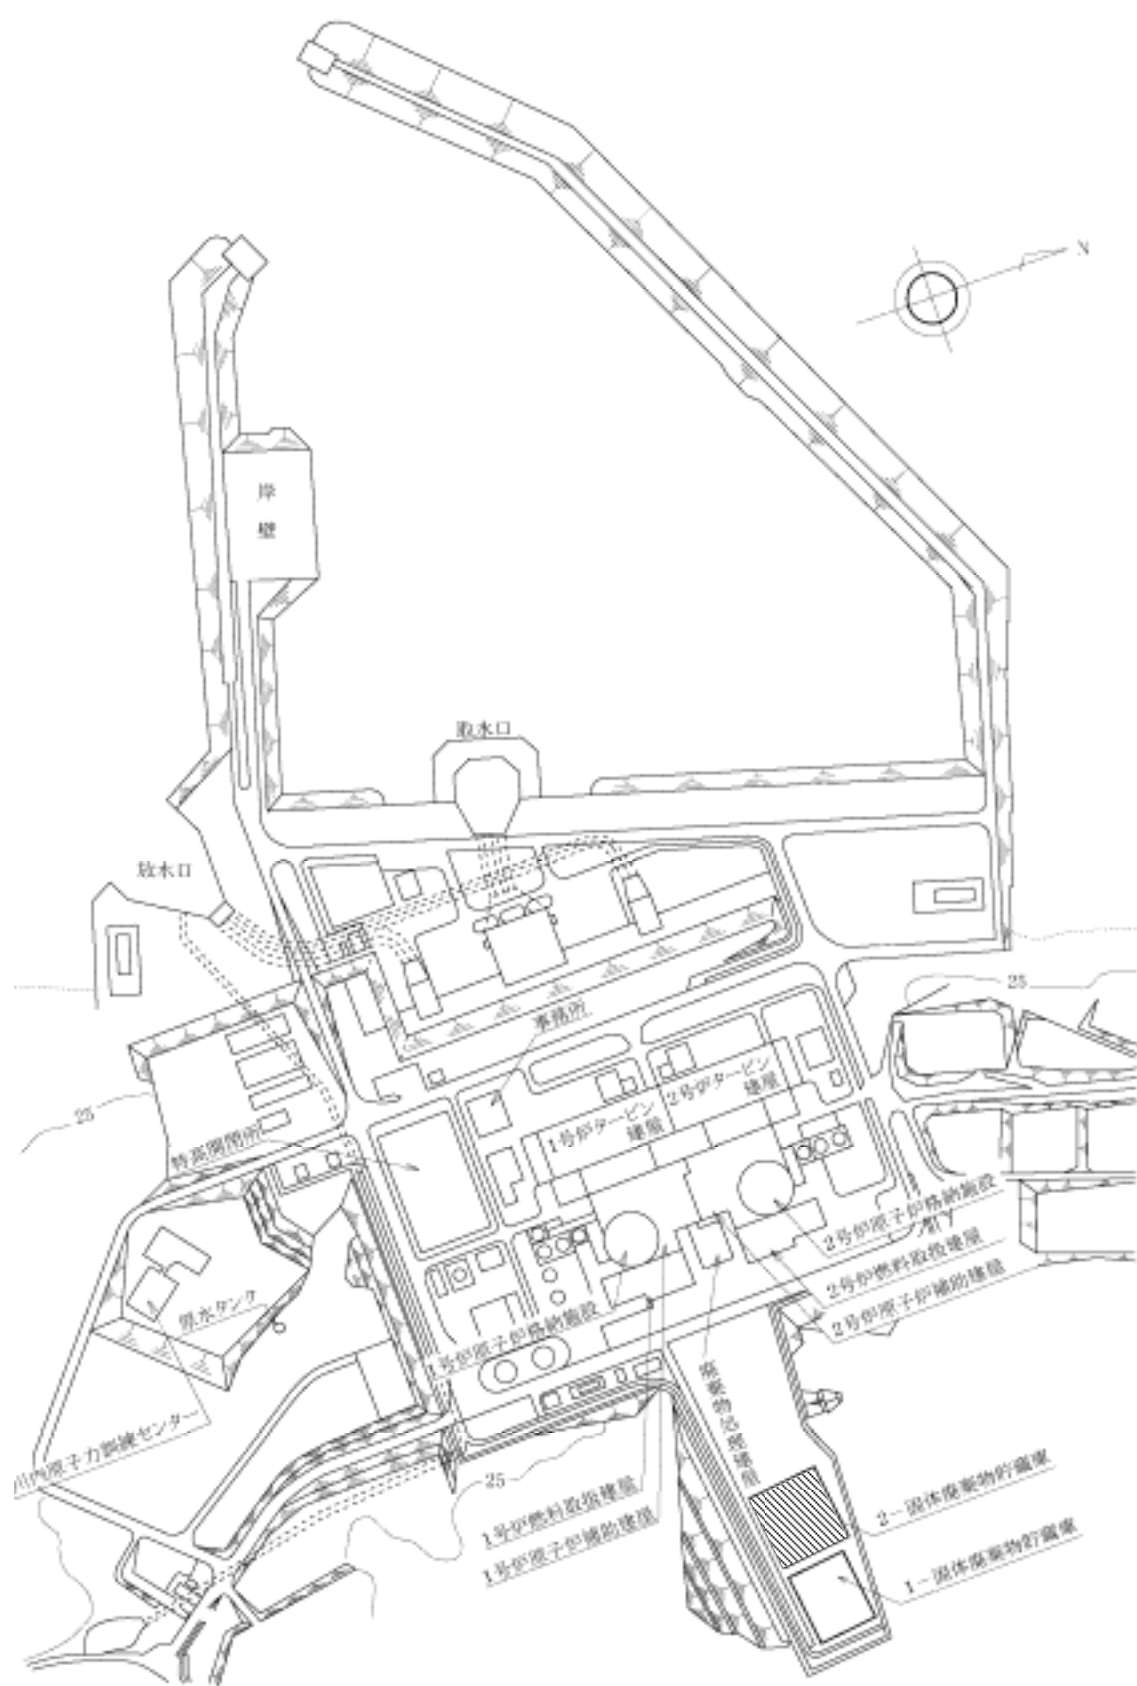 N
岸
壁
取水口
放水口
25
事務所
2号炉タービン
建屋
1号炉タービン
建屋
25
特高開閉所
2号炉原子炉格納施設
2号炉燃料取扱建屋
2号炉原子炉補助建屋
原水タンク
1号炉原子炉格納施設
廃棄物処理建屋
川内原子力訓練センター
25
1号炉燃料取扱建屋
1号炉原子炉補助建屋
2－固体廃棄物貯蔵庫
1－固体廃棄物貯蔵庫